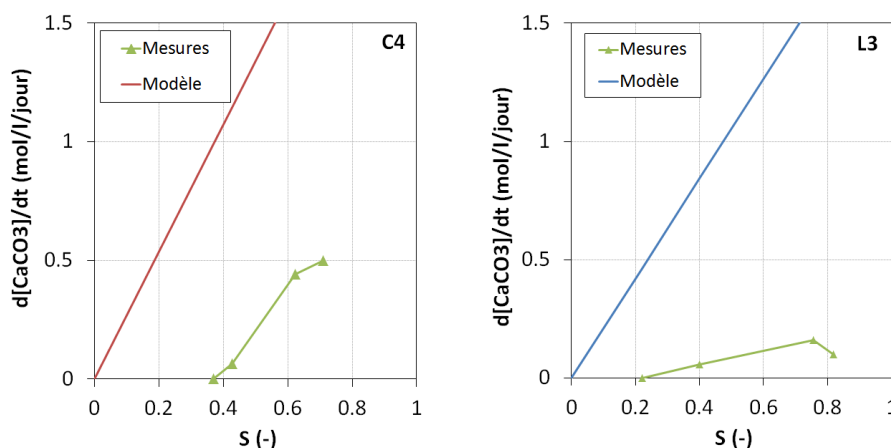 C4
Mesures
Modèle
d[CaCO3]/dt (mol/l/jour)
1.5
1
0.5
0
0 0.2 0.4 0.6 0.8 1
S (-)
L3
Mesures
Modèle
d[CaCO3]/dt (mol/l/jour)
1.5
1
0.5
0
0 0.2 0.4 0.6 0.8 1
S (-)